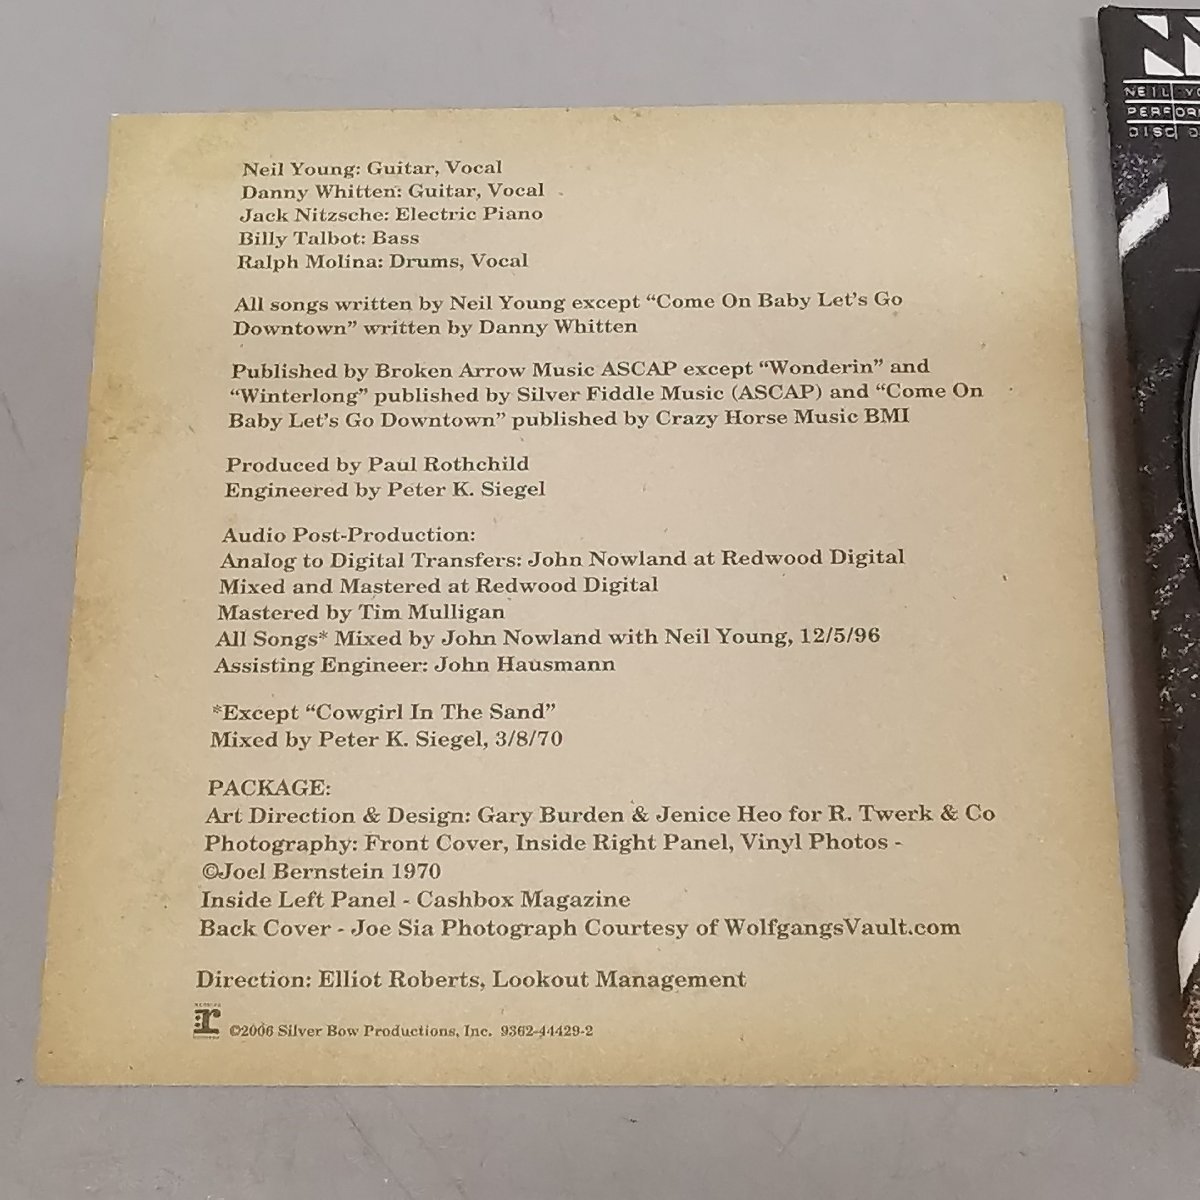 Neil Young: Guitar, Vocal
Danny Whitten: Guitar, Vocal
Jack Nitzsche: Electric Piano
Billy Talbot: Bass
Ralph Molina: Drums, Vocal
All songs written by Neil Young except “Come On Baby Let’s Go
Downtown” written by Danny Whitten
Published by Broken Arrow Music ASCAP except “Wonderin” and
“Winterlong” published by Silver Fiddle Music (ASCAP) and “Come On
Baby Let’s Go Downtown” published by Crazy Horse Music BMI
Produced by Paul Rothchild
Engineered by Peter K. Siegel
Audio Post-Production:
Analog to Digital Transfers: John Nowland at Redwood Digital
Mixed and Mastered at Redwood Digital
Mastered by Tim Mulligan
All Songs* Mixed by John Nowland with Neil Young, 12/5/96
Assisting Engineer: John Hausmann
*Except “Cowgirl In The Sand”
Mixed by Peter K. Siegel, 3/8/70
PACKAGE:
Art Direction & Design: Gary Burden & Jenice Heo for R. Twerk & Co
Photography: Front Cover, Inside Right Panel, Vinyl Photos -
©Joel Bernstein 1970
Inside Left Panel - Cashbox Magazine
Back Cover - Joe Sia Photograph Courtesy of WolfgangsVault.com
Direction: Elliot Roberts, Lookout Management
r ©2006 Silver Bow Productions, Inc. 9362-44429-2
NEIL
DISC